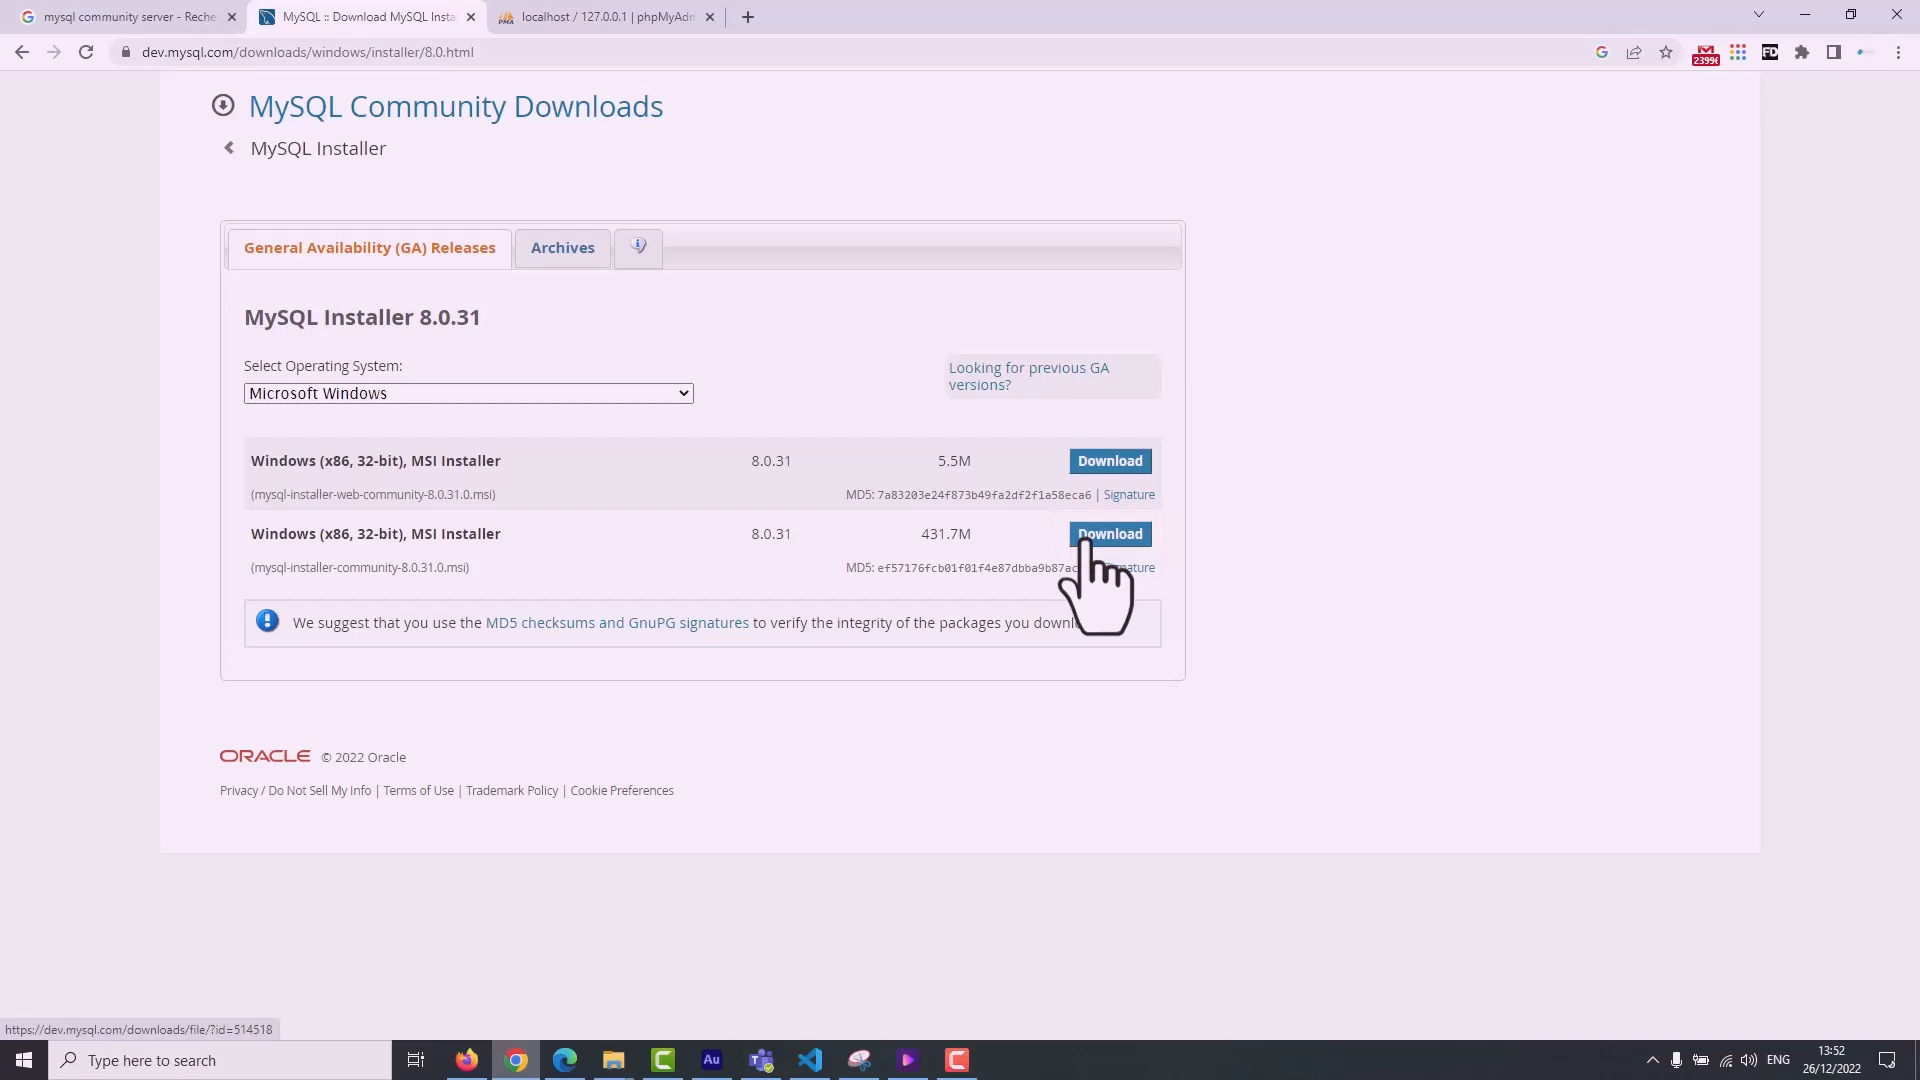 mysql community server - Reche
MySQL :: Download MySQL Insta
localhost / 127.0.0.1 | phpMyAdm
dev.mysql.com/downloads/windows/installer/8.0.html
2399€
FD
MySQL Community Downloads
MySQL Installer
General Availability (GA) Releases
Archives
MySQL Installer 8.0.31
Select Operating System:
Microsoft Windows
Looking for previous GA
versions?
Windows (x86, 32-bit), MSI Installer 8.0.31 5.5M Download
(mysql-installer-web-community-8.0.31.0.msi) MD5: 7a83203e24f873b49fa2df2f1a58eca6 | Signature
Windows (x86, 32-bit), MSI Installer 8.0.31 431.7M Download
(mysql-installer-community-8.0.31.0.msi) MD5: ef57176fcb01f01f4e87dbba9b87ac
We suggest that you use the MD5 checksums and GnuPG signatures to verify the integrity of the packages you downl
ORACLE © 2022 Oracle
Privacy / Do Not Sell My Info | Terms of Use | Trademark Policy | Cookie Preferences
https://dev.mysql.com/downloads/file/?id=514518
Type here to search
Au
ENG
13:52
26/12/2022